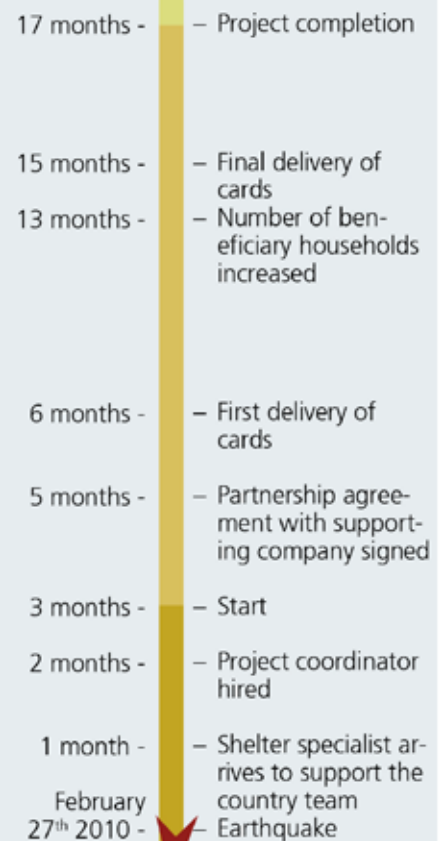 17 months - – Project completion
15 months - – Final delivery of
cards
13 months - – Number of ben-
eficiary households
increased
6 months - – First delivery of
cards
5 months - – Partnership agree-
ment with support-
ing company signed
3 months - – Start
2 months - – Project coordinator
hired
1 month - – Shelter specialist ar-
rives to support the
February country team
27th 2010 - – Earthquake